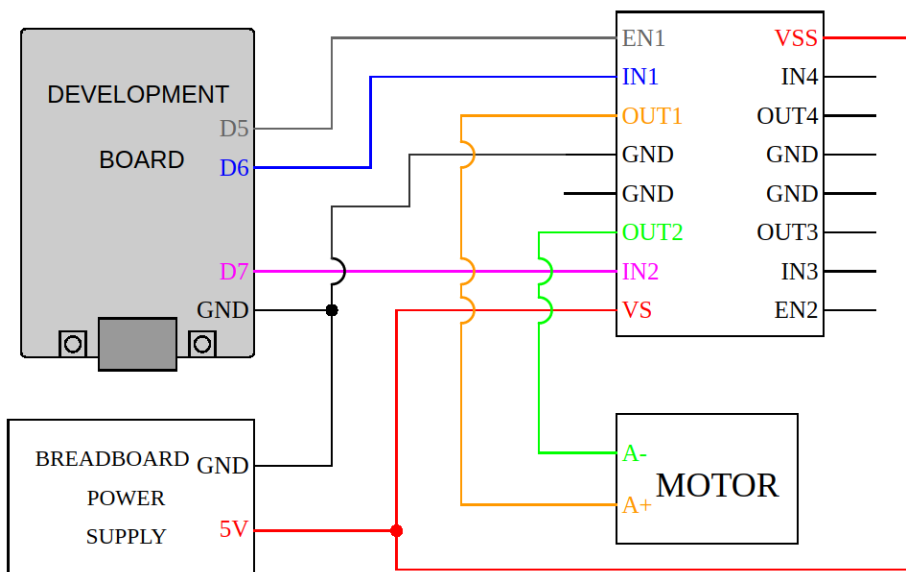 DEVELOPMENT
BOARD
D5
D6
D7
GND
BREADBOARD
POWER
SUPPLY
GND
5V
EN1
IN1
OUT1
GND
GND
OUT2
IN2
VS
VSS
IN4
OUT4
GND
GND
OUT3
IN3
EN2
A-
A+
MOTOR